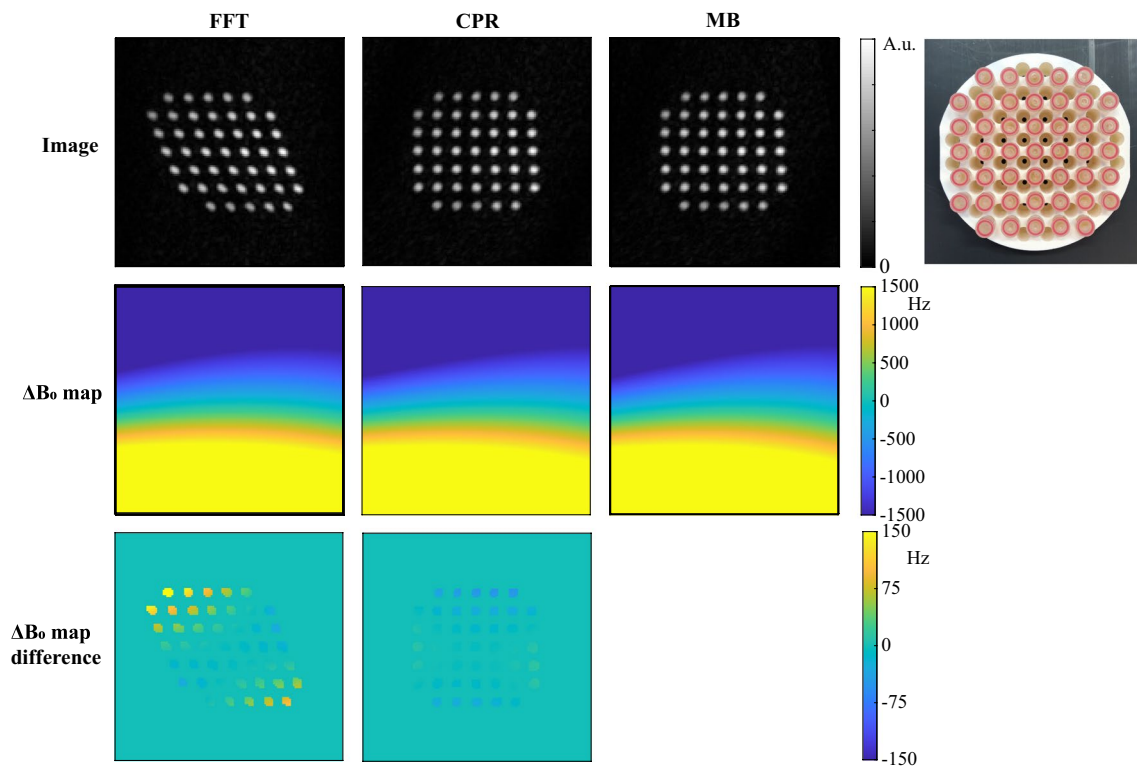 FFT
CPR
MB
Image
A.u.
0
ΔB₀ map
1500
Hz
1000
500
0
-500
-1000
-1500
ΔB₀ map
difference
150
Hz
75
0
-75
-150